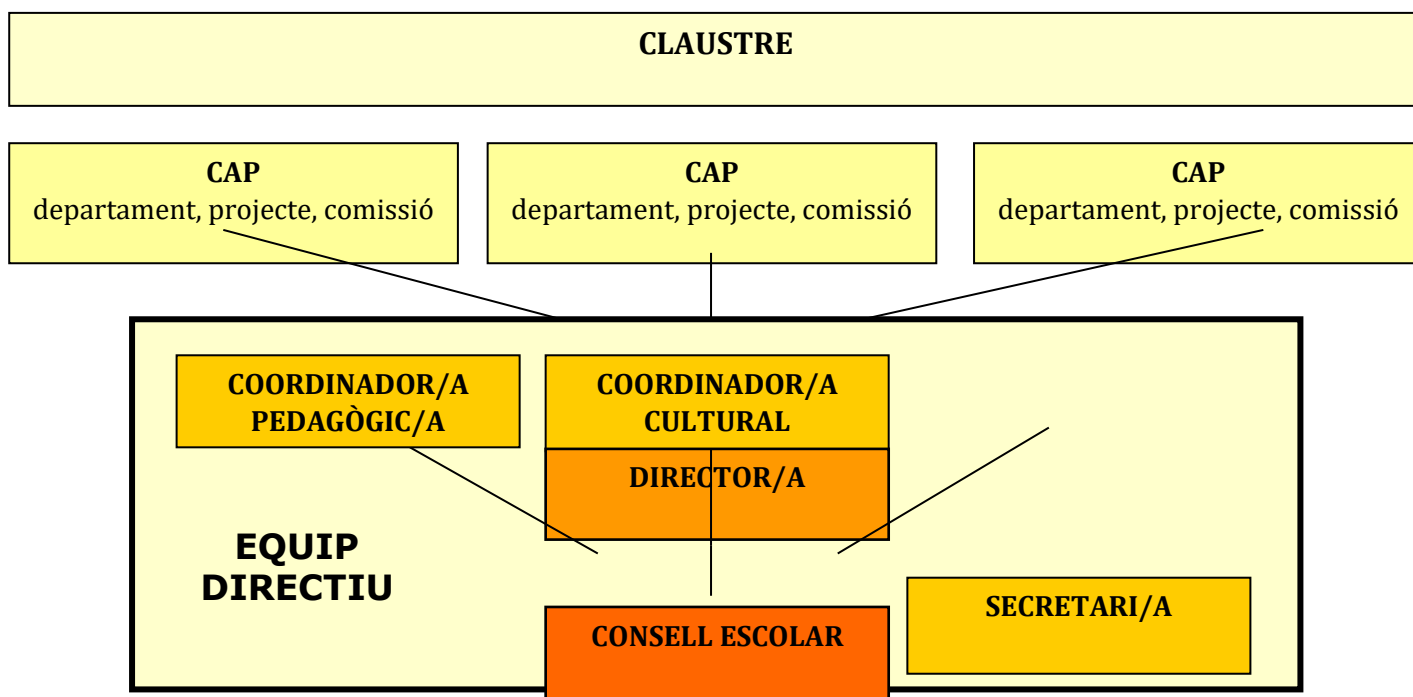 CLAUSTRE
CAP
departament, projecte, comissió
CAP
departament, projecte, comissió
CAP
departament, projecte, comissió
COORDINADOR/A
PEDAGÒGIC/A
COORDINADOR/A
CULTURAL
DIRECTOR/A
EQUIP
DIRECTIU
SECRETARI/A
CONSELL ESCOLAR